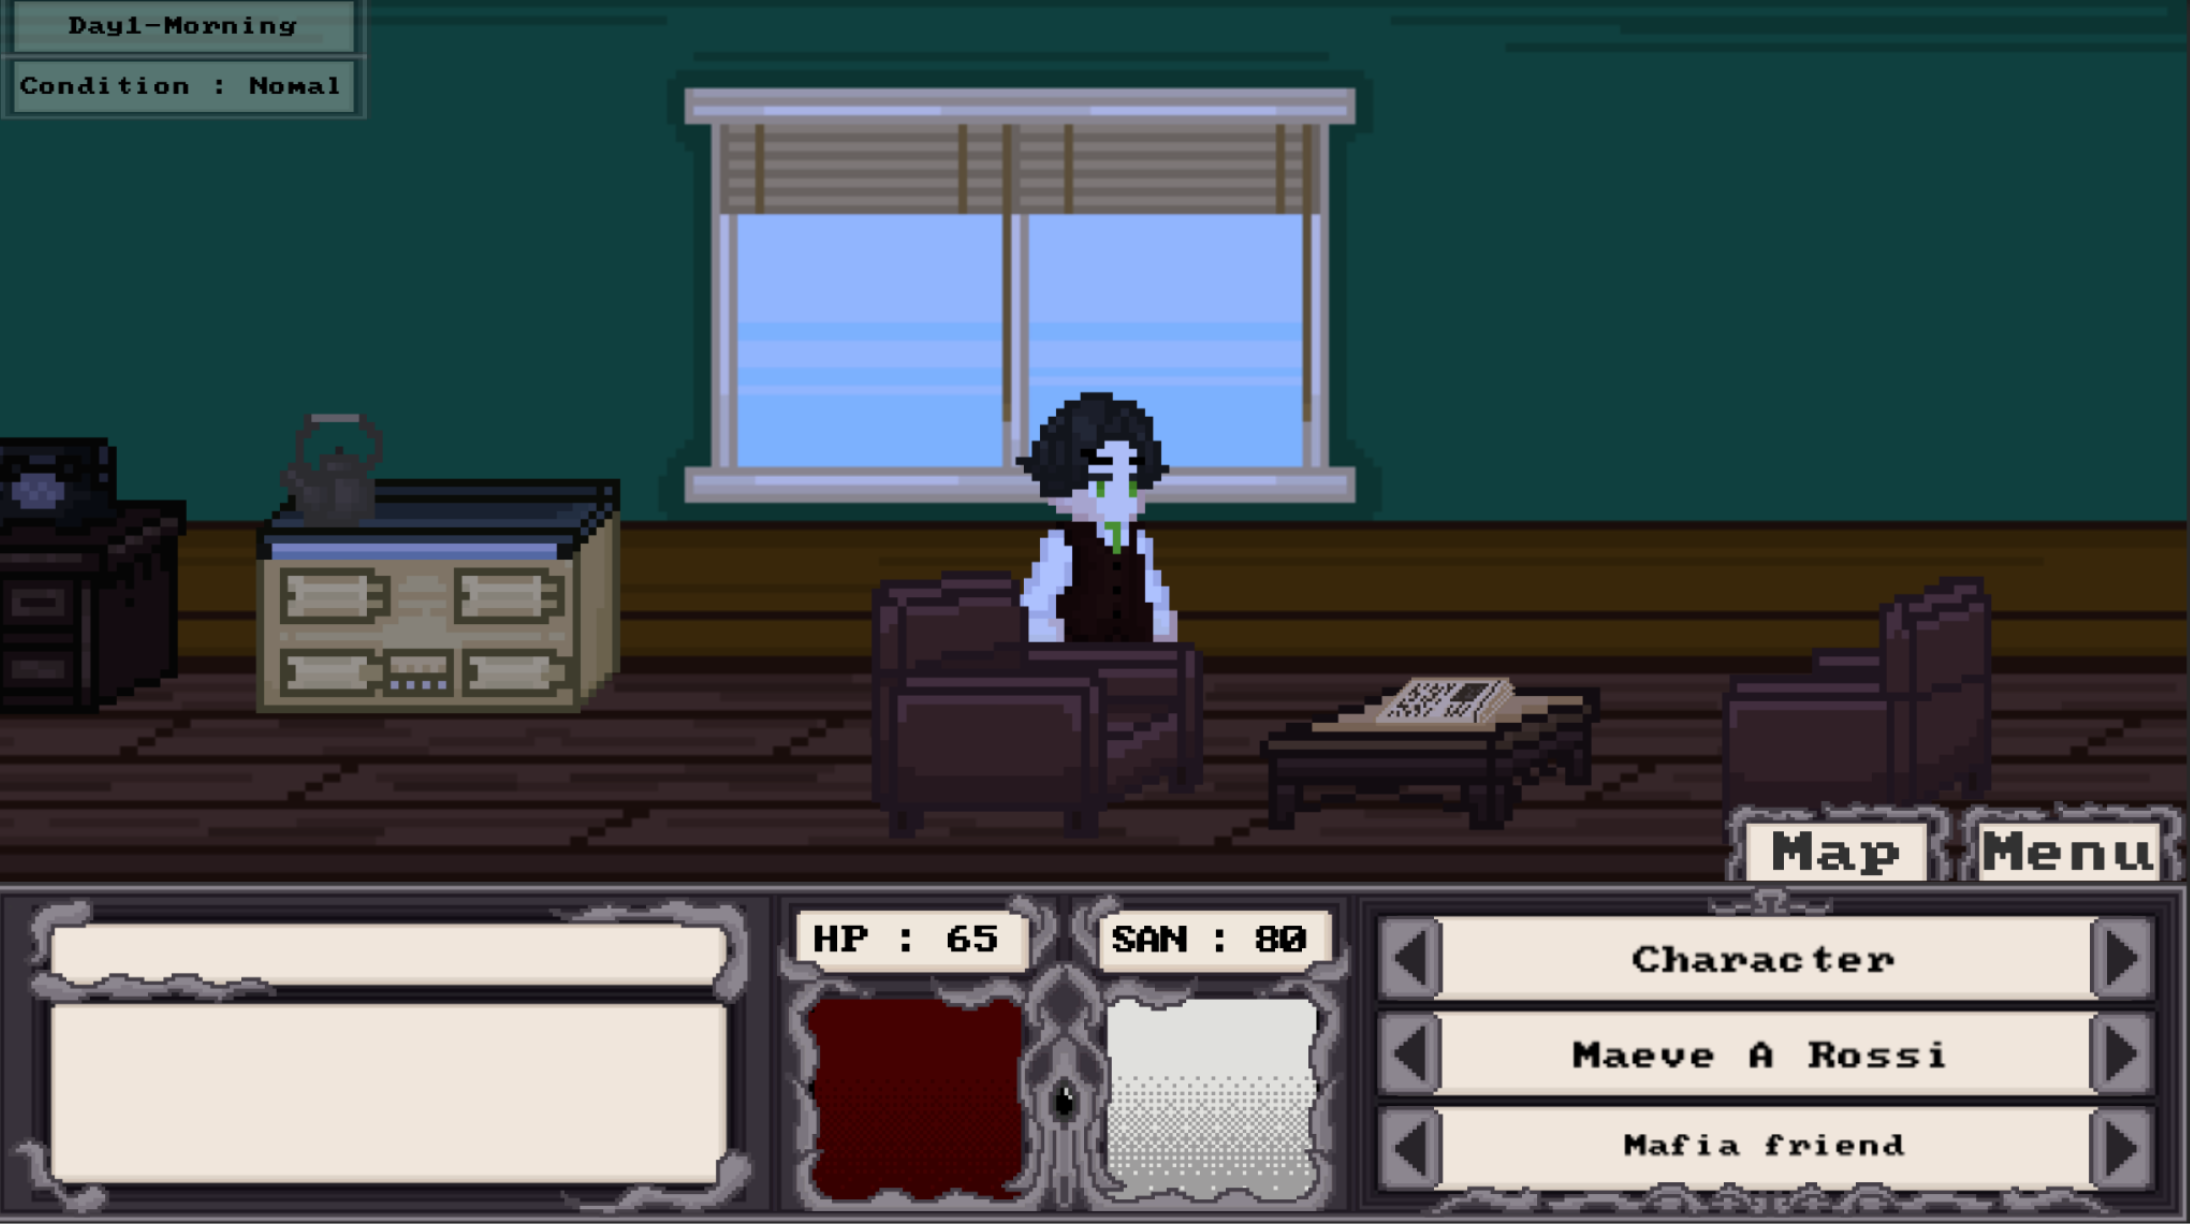 Day1-Morning
Condition : Nomal
Map
Menu
HP : 65
SAN : 80
Character
Maeve A Rossi
Mafia friend